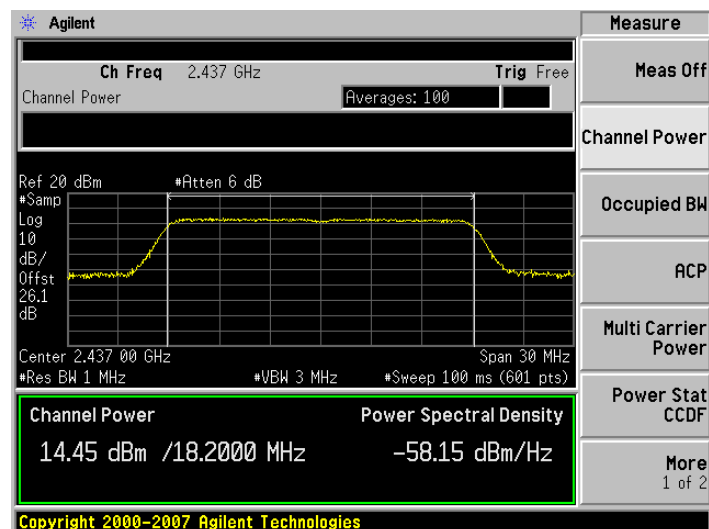 Agilent
Measure
Ch Freq 2.437 GHz Trig Free
Meas Off
Channel Power Averages: 100
Channel Power
Ref 20 dBm #Atten 6 dB
#Samp
Log
10
dB/
Offst
26.1
dB
Occupied BW
ACP
Multi Carrier
Power
Center 2.437 00 GHz Span 30 MHz
#Res BW 1 MHz #VBW 3 MHz #Sweep 100 ms (601 pts)
Channel Power Power Spectral Density
14.45 dBm /18.2000 MHz -58.15 dBm/Hz
Power Stat
CCDF
More
1 of 2
Copyright 2000-2007 Agilent Technologies